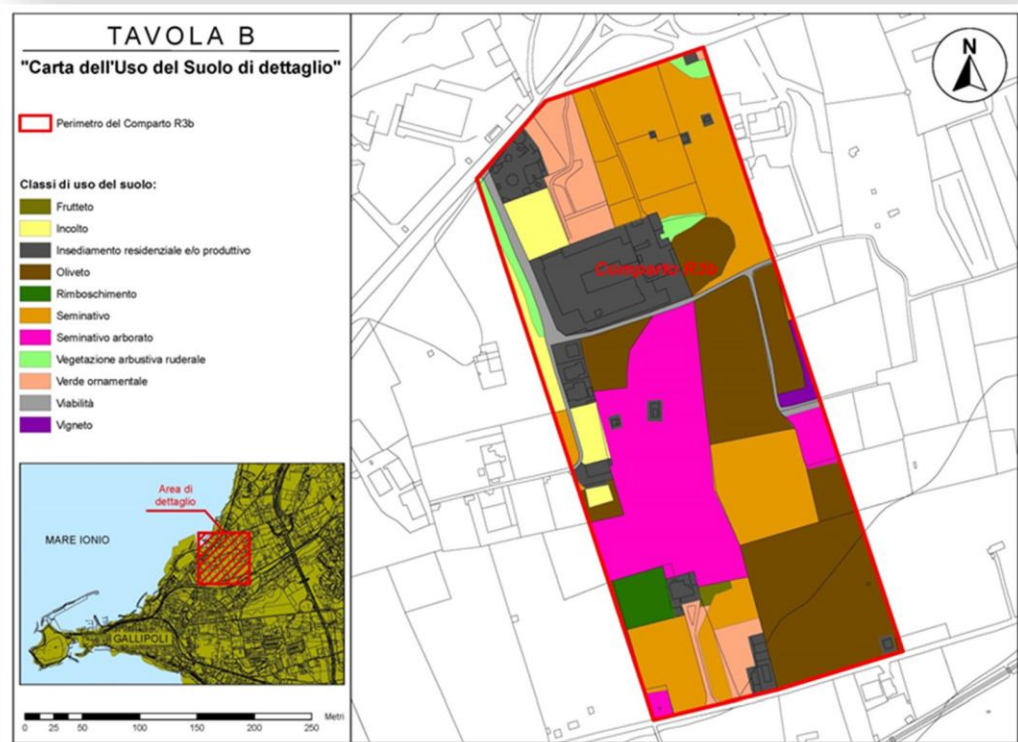 TAVOLA B
"Carta dell'Uso del Suolo di dettaglio"
Perimetro del Comparto R3b
Classi di uso del suolo:
Frutteto
Incolto
Insediamento residenziale e/o produttivo
Oliveto
Rimboschimento
Seminativo
Seminativo arborato
Vegetazione arbustiva ruderale
Verde ornamentale
Viabilità
Vigneto
Area di
dettaglio
MARE IONIO
GALLIPOLI
Metri
0 25 50 100 150 200 250
N
Comparto R3b